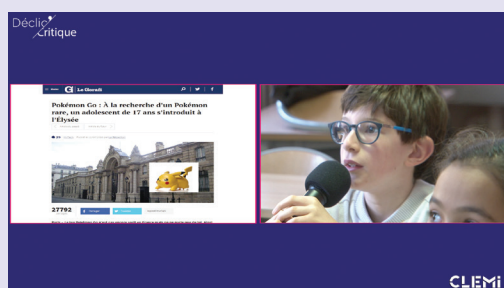 Déclic
Critique
Le Gorafi
Pokémon Go : À la recherche d'un Pokémon
rare, un adolescent de 17 ans s'introduit à
l'Élysée
27792
CLEMI